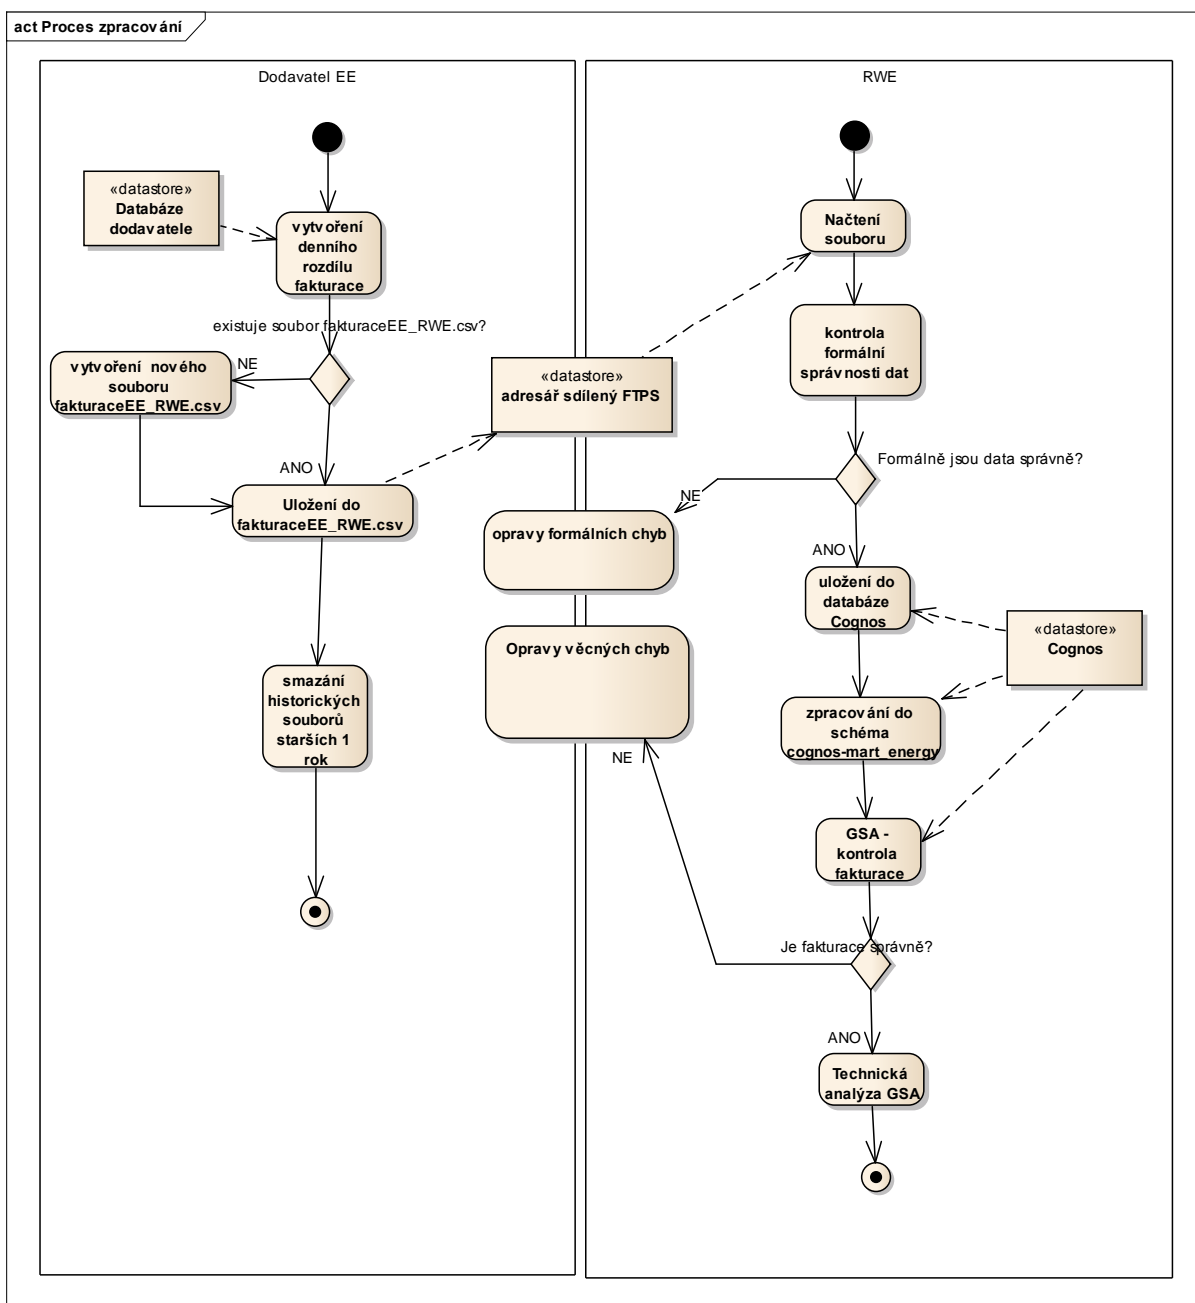 act Proces zpracování
Dodavatel EE
«datastore»
Databáze
dodavatele
vytvoření
denního
rozdílu
fakturace
existuje soubor fakturaceEE_RWE.csv?
NE
vytvoření nového
souboru
fakturaceEE_RWE.csv
ANO
Uložení do
fakturaceEE_RWE.csv
smazání
historických
souborů
starších 1
rok
«datastore»
adresář sdílený FTPS
opravy formálních chyb
Opravy věcných chyb
RWE
Načtení
souboru
kontrola
formální
správnosti dat
Formálně jsou data správně?
NE
ANO
uložení do
databáze
Cognos
«datastore»
Cognos
zpracování do
schéma
cognos-mart_energy
NE
GSA -
kontrola
fakturace
Je fakturace správně?
ANO
Technická
analýza GSA